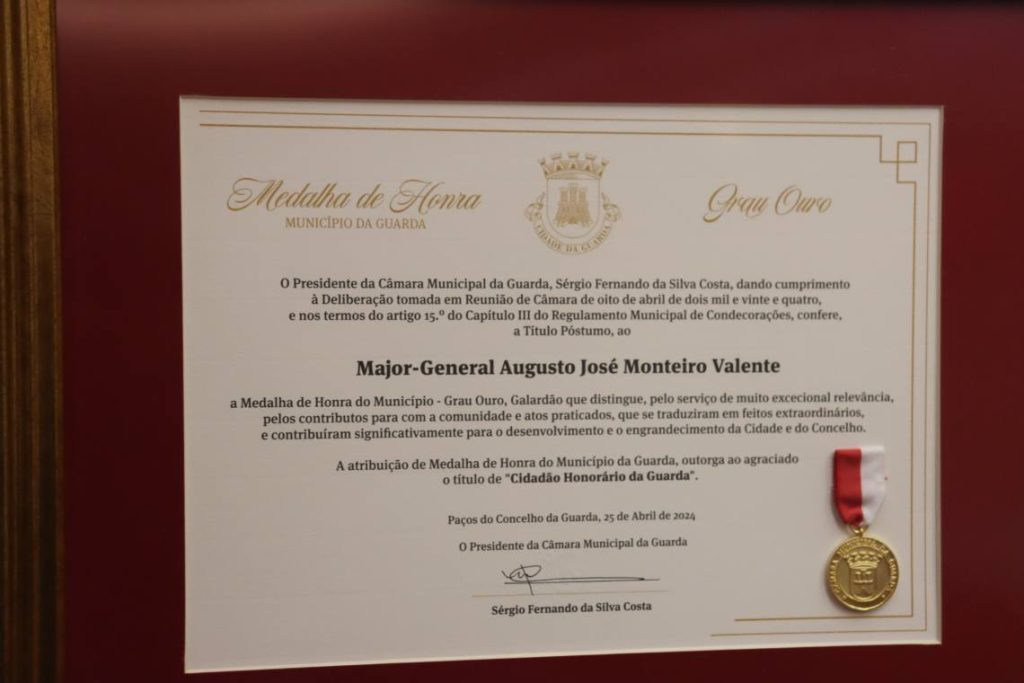 Medalha de Honra
MUNICÍPIO DA GUARDA
CIDADE DA GUARDA
Grau Ouro
O Presidente da Câmara Municipal da Guarda, Sérgio Fernando da Silva Costa, dando cumprimento
à Deliberação tomada em Reunião de Câmara de oito de abril de dois mil e vinte e quatro,
e nos termos do artigo 15.º do Capítulo III do Regulamento Municipal de Condecorações, confere,
a Título Póstumo, ao
Major-General Augusto José Monteiro Valente
a Medalha de Honra do Município - Grau Ouro, Galardão que distingue, pelo serviço de muito excecional relevância,
pelos contributos para com a comunidade e atos praticados, que se traduziram em feitos extraordinários,
e contribuíram significativamente para o desenvolvimento e o engrandecimento da Cidade e do Concelho.
A atribuição de Medalha de Honra do Município da Guarda, outorga ao agraciado
o título de "Cidadão Honorário da Guarda".
Paços do Concelho da Guarda, 25 de Abril de 2024
O Presidente da Câmara Municipal da Guarda
Sérgio Fernando da Silva Costa
CÂMARA MUNICIPAL DA GUARDA